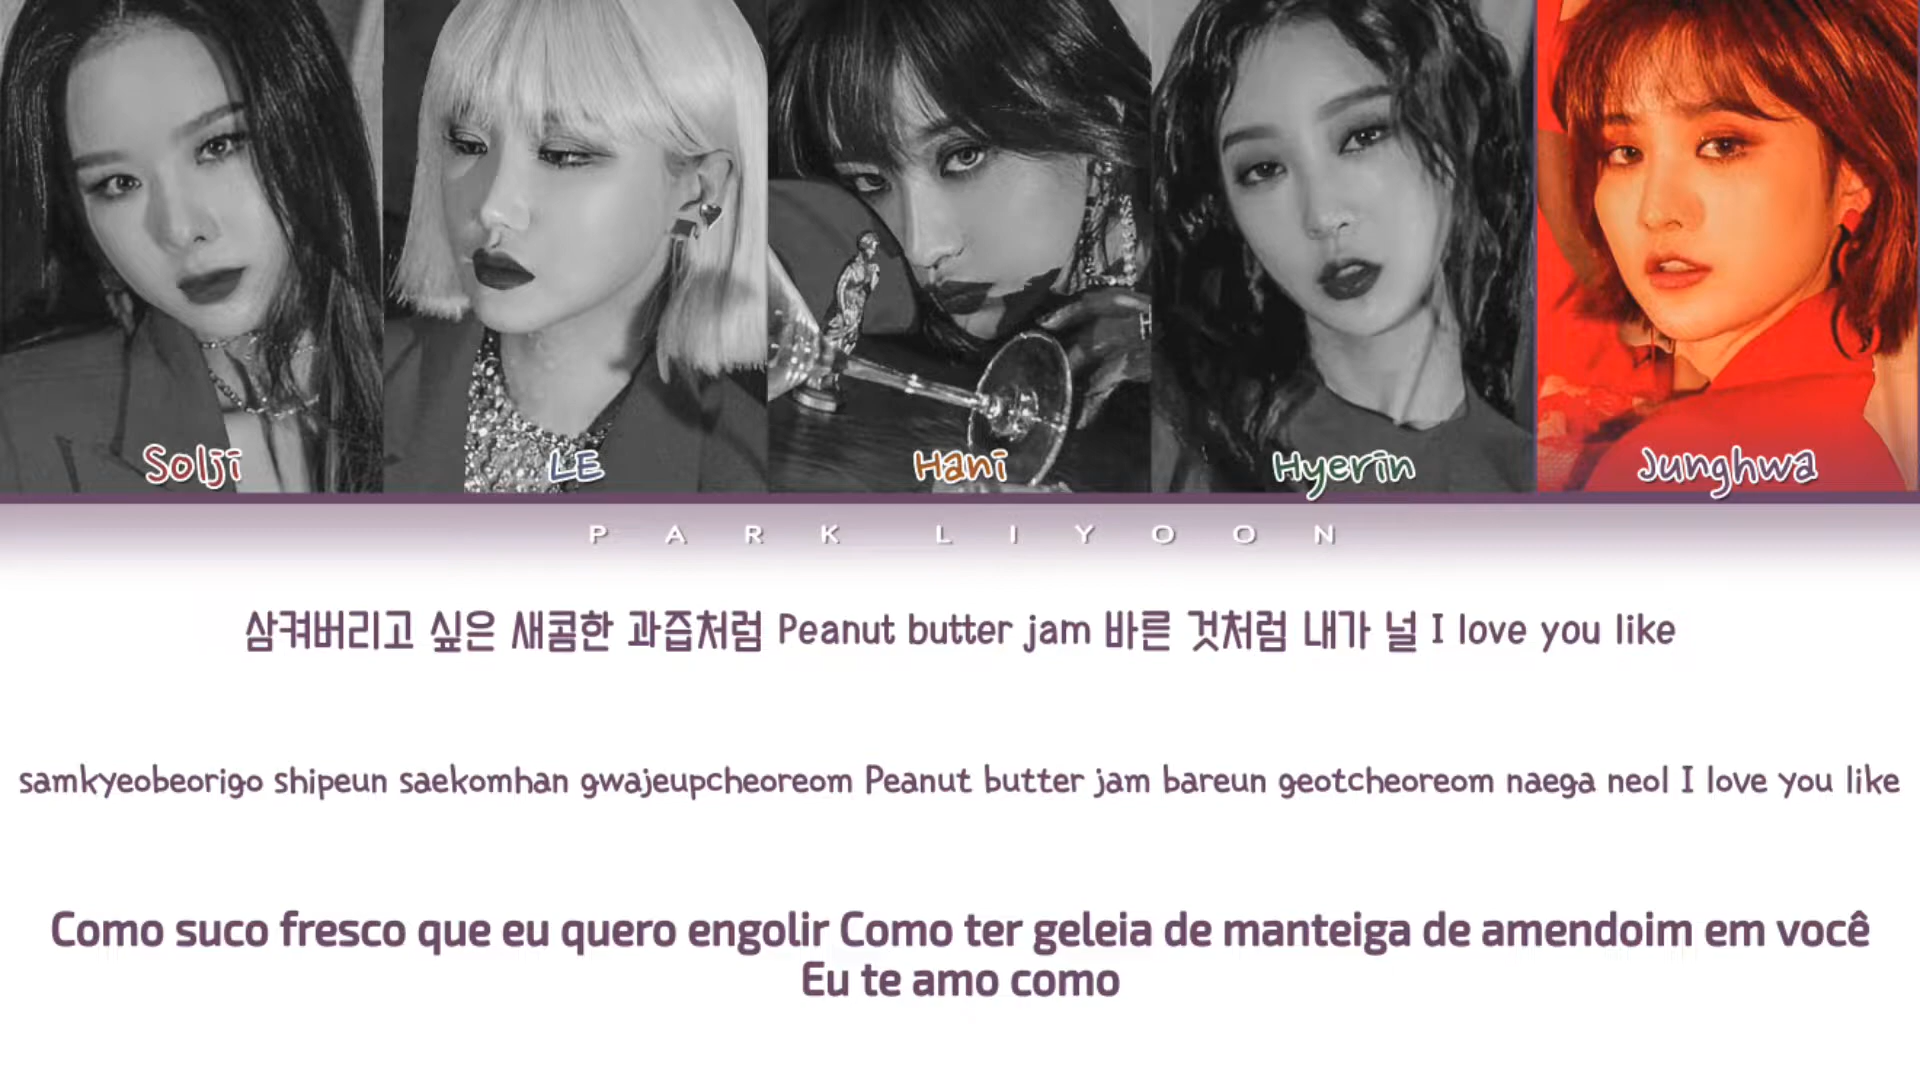 Solji
LE
Hani
Hyerin
Junghwa
PARK LIYOON
삼켜버리고 싶은 새콤한 과즙처럼 Peanut butter jam 바른 것처럼 내가 널 I love you like
samkyeobeorigo shipeun saekomhan gwajeupcheoreom Peanut butter jam bareun geotcheoreom naega neol I love you like
Como suco fresco que eu quero engolir Como ter geleia de manteiga de amendoim em você
Eu te amo como